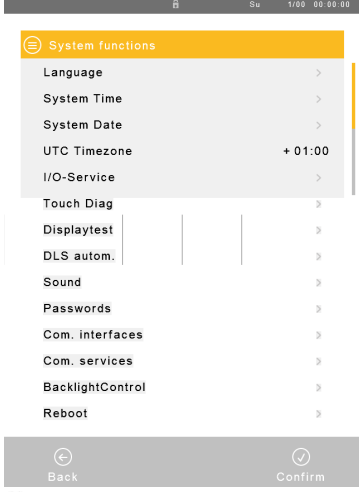 Su 1/00 00:00:00
System functions
Language
System Time
System Date
UTC Timezone + 01:00
I/O-Service
Touch Diag
Displaytest
DLS autom.
Sound
Passwords
Com. interfaces
Com. services
BacklightControl
Reboot
Back Confirm